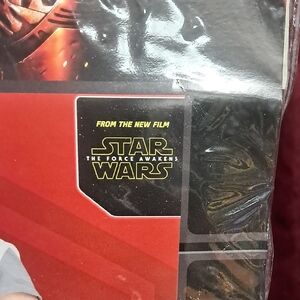 FROM THE NEW FILM
STAR
THE FORCE AWAKENS
WARS